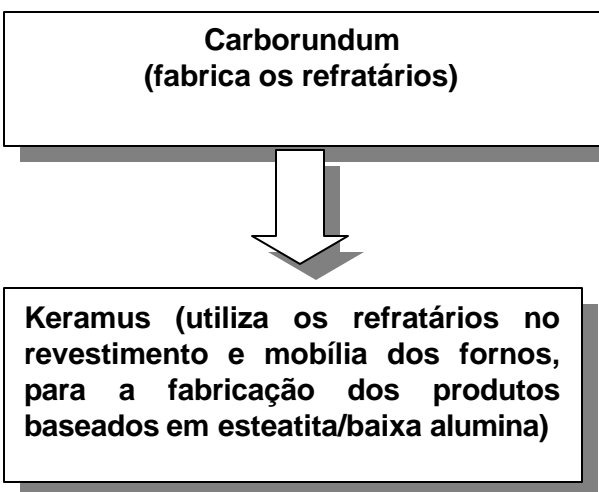 Carborundum
(fabrica os refratários)
Keramus (utiliza os refratários no
revestimento e mobília dos fornos,
para a fabricação dos produtos
baseados em esteatita/baixa alumina)